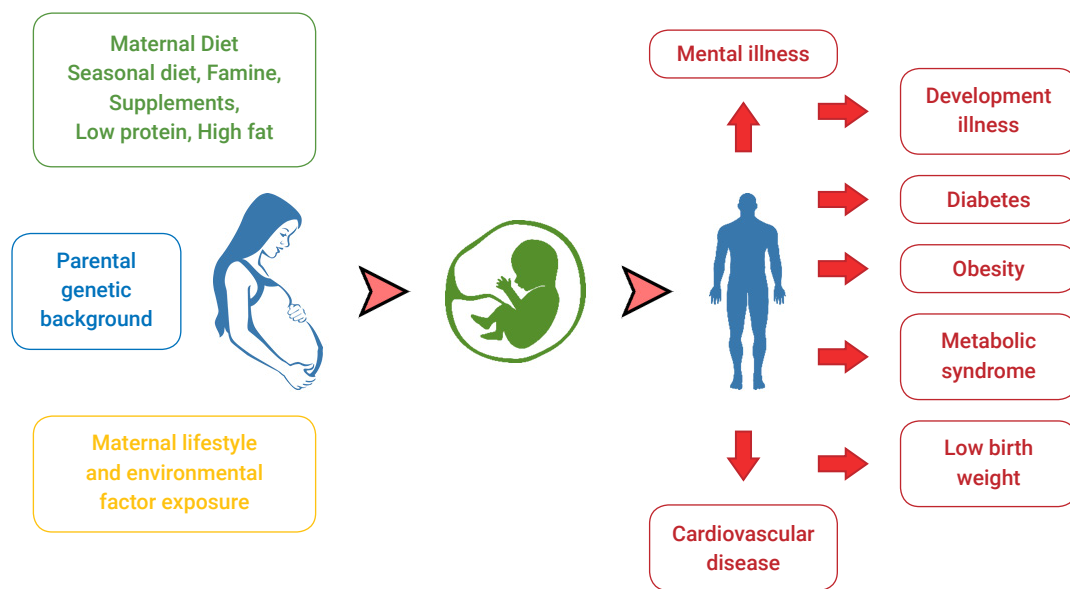 Maternal Diet
Seasonal diet, Famine,
Supplements,
Low protein, High fat
Parental
genetic
background
Maternal lifestyle
and environmental
factor exposure
Mental illness
Development
illness
Diabetes
Obesity
Metabolic
syndrome
Low birth
weight
Cardiovascular
disease